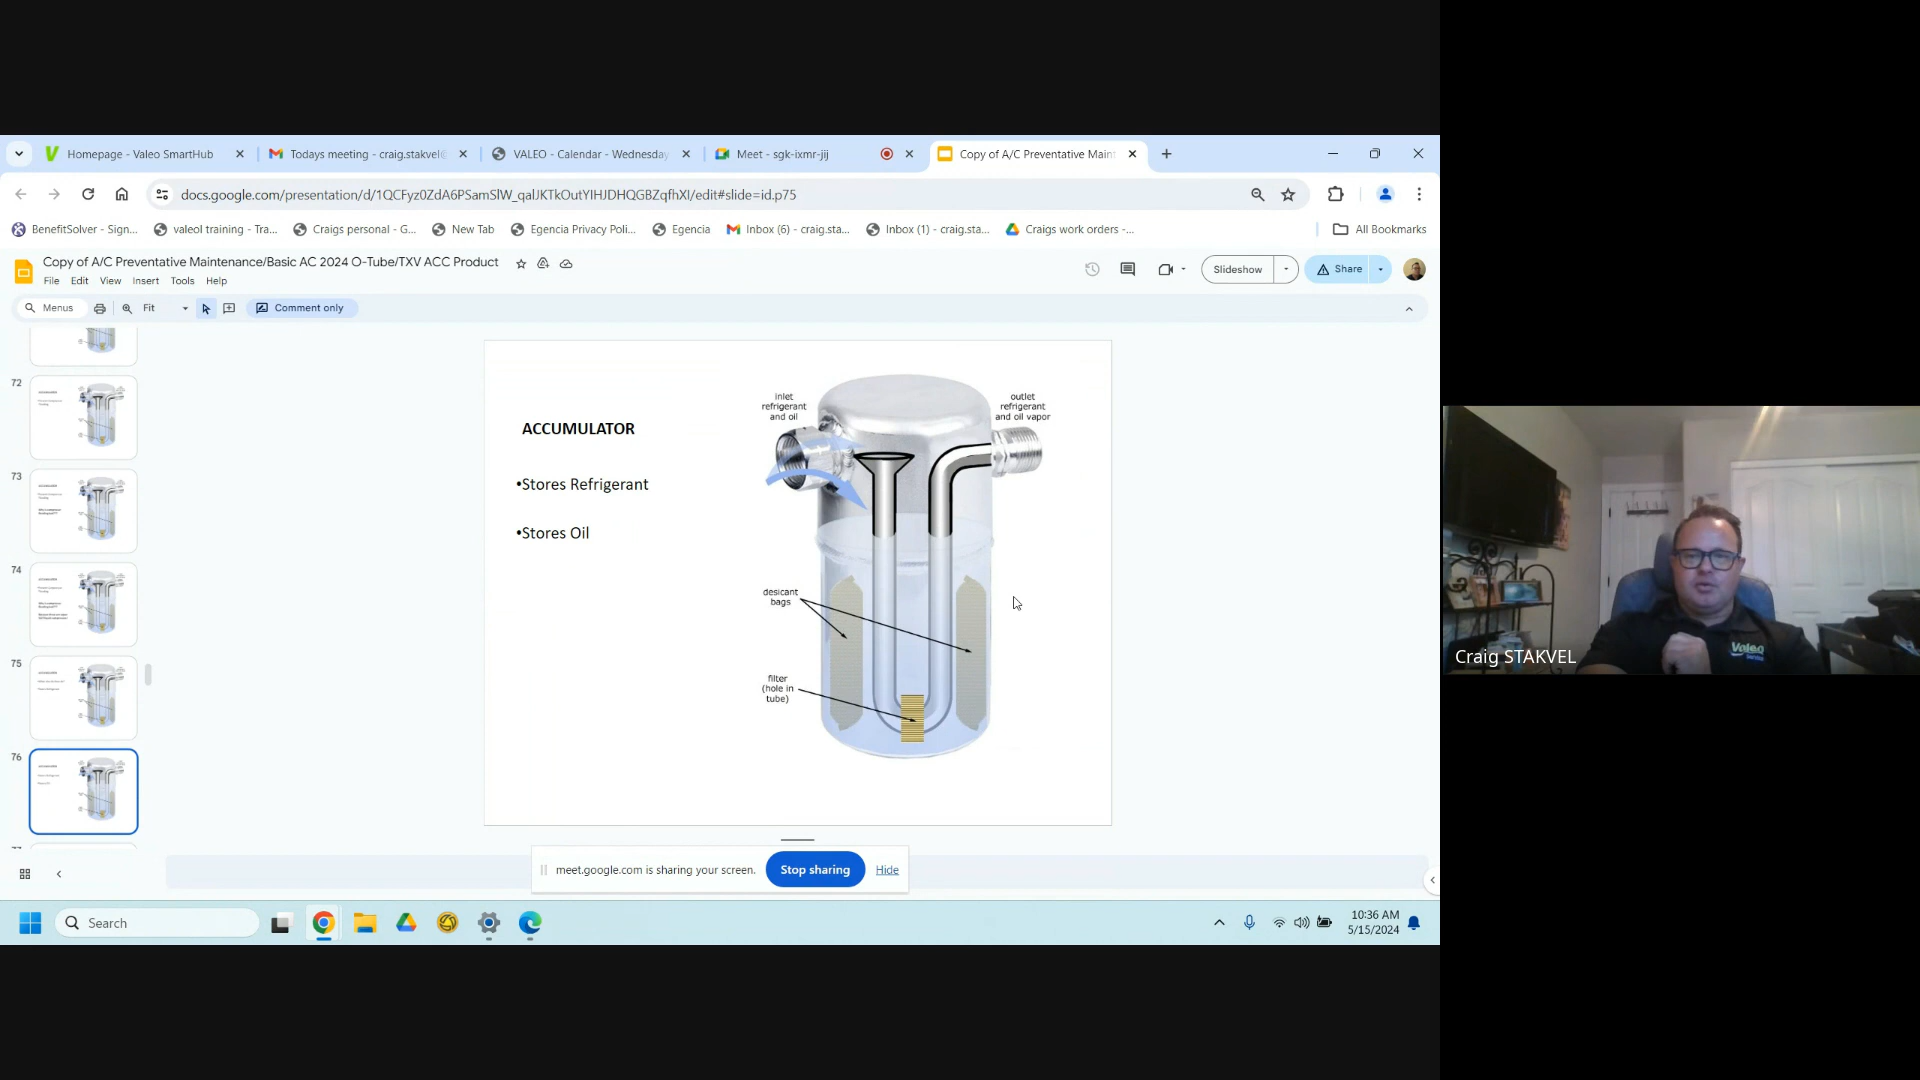 Homepage - Valeo SmartHub
Todays meeting - craig.stakvel@
VALEO - Calendar - Wednesday
Meet - sgk-ixmr-jij
Copy of A/C Preventative Maint
docs.google.com/presentation/d/1QCFyz0ZdA6PSamSlW_qalJKTkOutYIHJDHQGBZqfhXI/edit#slide=id.p75
BenefitSolver - Sign...
valeol training - Tra...
Craigs personal - G...
New Tab
Egencia Privacy Poli...
Egencia
Inbox (6) - craig.sta...
Inbox (1) - craig.sta...
Craigs work orders -...
All Bookmarks
Copy of A/C Preventative Maintenance/Basic AC 2024 O-Tube/TXV ACC Product
File Edit View Insert Tools Help
Slideshow
Share
Menus
Fit
Comment only
72
73
74
75
76
ACCUMULATOR
•Stores Refrigerant
•Stores Oil
inlet
refrigerant
and oil
outlet
refrigerant
and oil vapor
desicant
bags
filter
(hole in
tube)
meet.google.com is sharing your screen.
Stop sharing
Hide
Search
10:36 AM
5/15/2024
Valeo
Craig STAKVEL